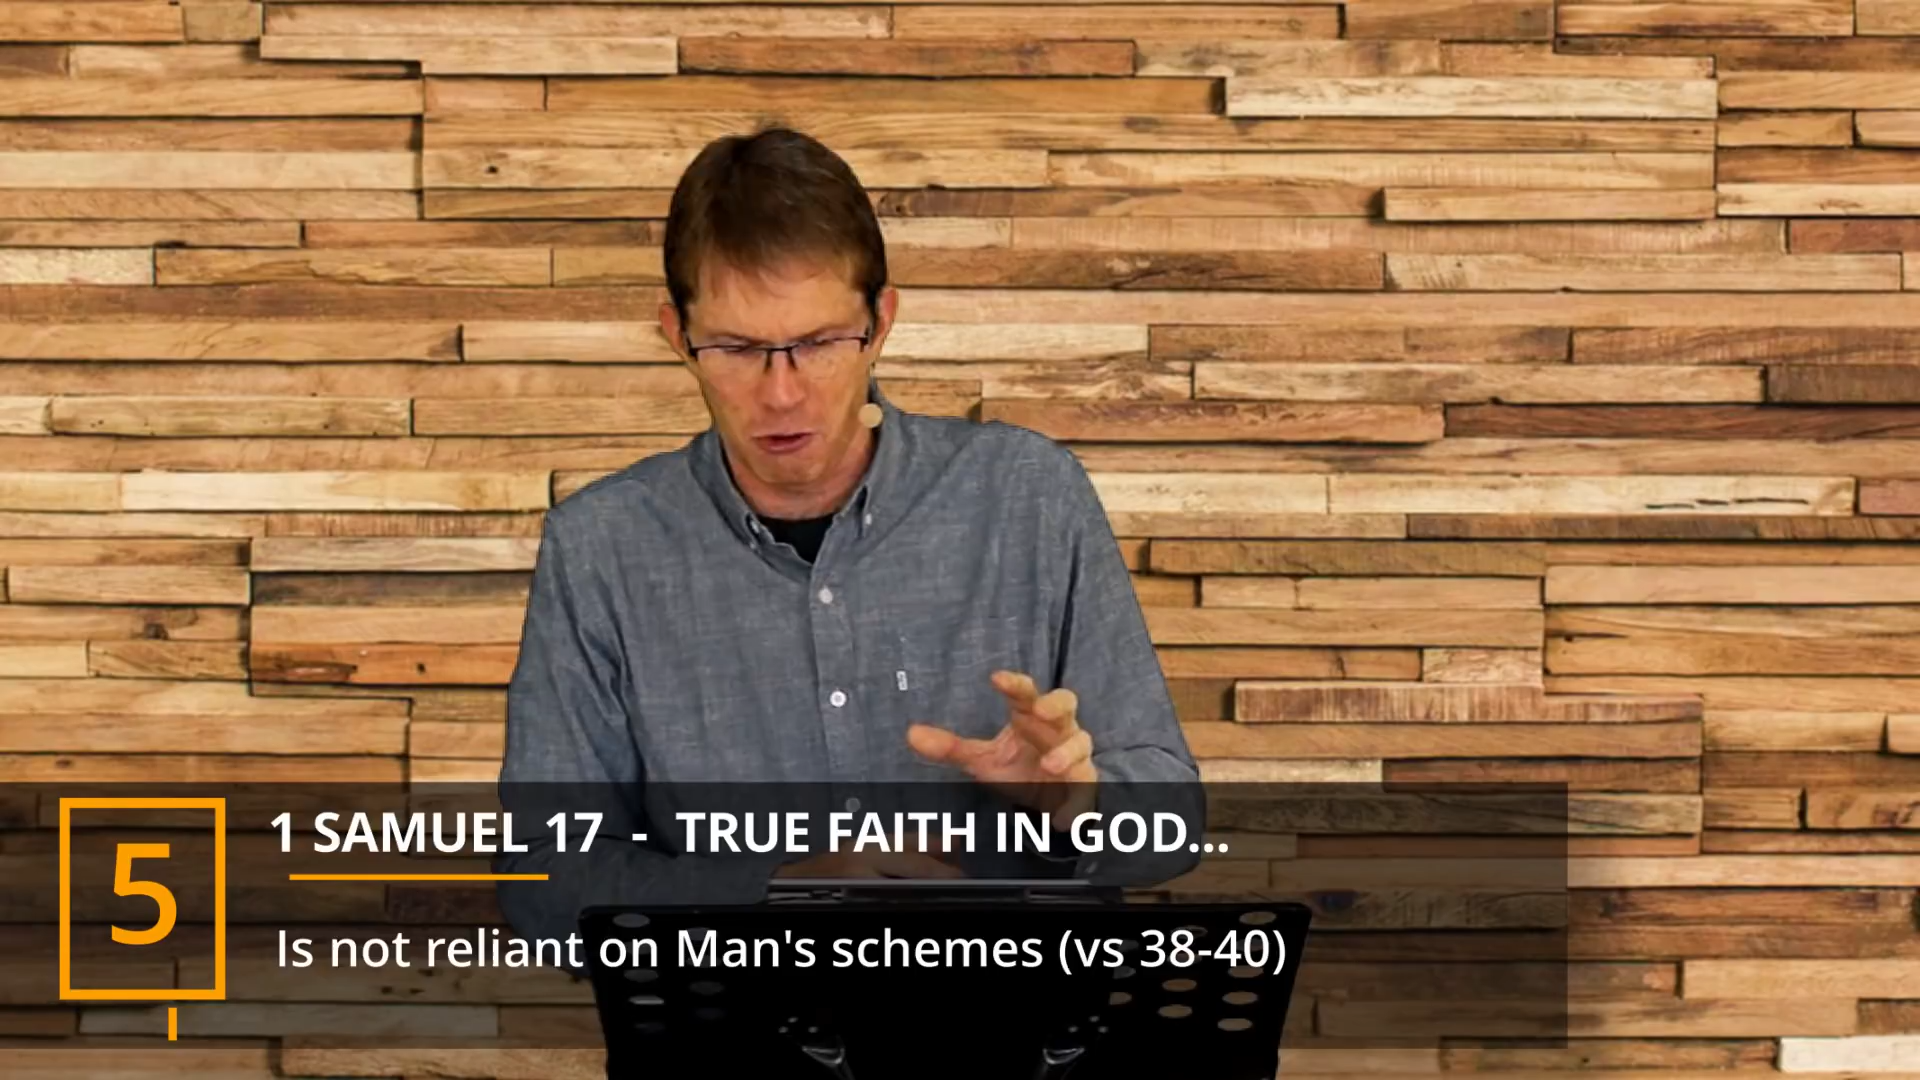 5
1 SAMUEL 17 - TRUE FAITH IN GOD...
Is not reliant on Man's schemes (vs 38-40)